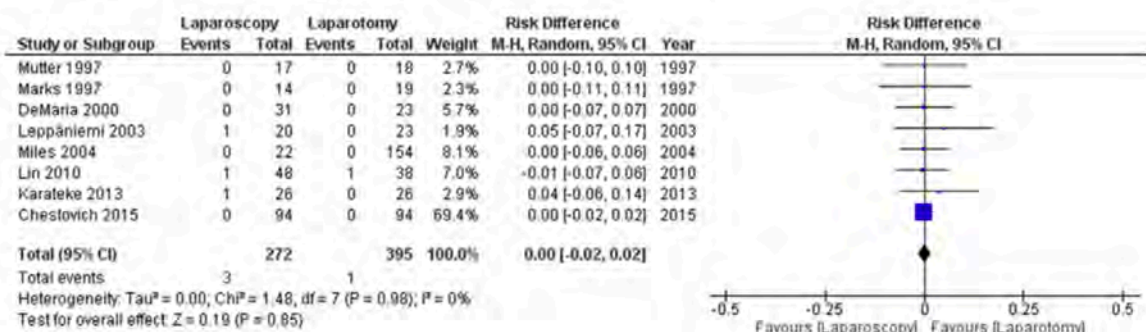 Laparoscopy Laparotomy Risk Difference Risk Difference
Study or Subgroup Events Total Events Total Weight M-H, Random, 95% CI Year M-H, Random, 95% CI
Mutter 1997 0 17 0 18 2.7% 0.00 [-0.10, 0.10] 1997
Marks 1997 0 14 0 19 2.3% 0.00 [-0.11, 0.11] 1997
DeMaria 2000 0 31 0 23 5.7% 0.00 [-0.07, 0.07] 2000
Leppäniemi 2003 1 20 0 23 1.9% 0.05 [-0.07, 0.17] 2003
Miles 2004 0 22 0 154 8.1% 0.00 [-0.06, 0.06] 2004
Lin 2010 1 48 1 38 7.0% -0.01 [-0.07, 0.06] 2010
Karateke 2013 1 26 0 26 2.9% 0.04 [-0.06, 0.14] 2013
Chestovich 2015 0 94 0 94 69.4% 0.00 [-0.02, 0.02] 2015
Total (95% CI) 272 395 100.0% 0.00 [-0.02, 0.02]
Total events 3 1
Heterogeneity: Tau² = 0.00; Chi² = 1.48, df = 7 (P = 0.98); I² = 0%
Test for overall effect: Z = 0.19 (P = 0.85)
-0.5 -0.25 0 0.25 0.5
Favours [Laparoscopy] Favours [Laparotomy]